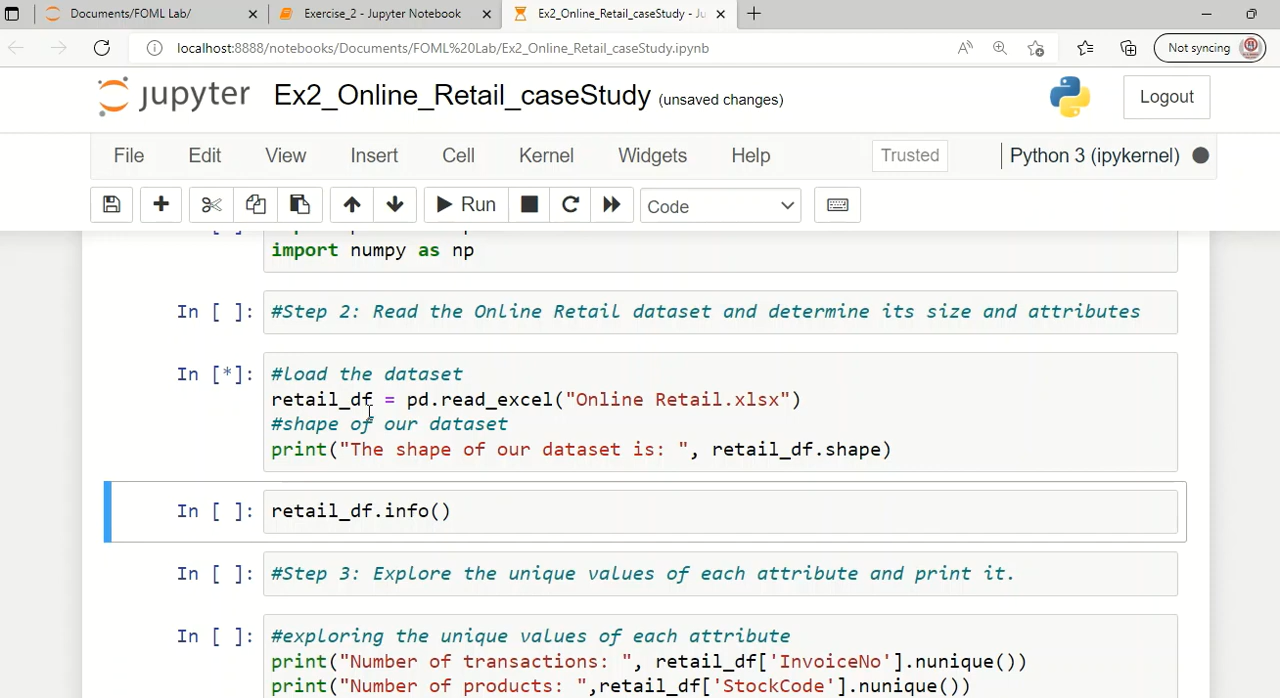 Documents/FOML Lab/
Exercise_2 - Jupyter Notebook
Ex2_Online_Retail_caseStudy - Ju
localhost:8888/notebooks/Documents/FOML%20Lab/Ex2_Online_Retail_caseStudy.ipynb
Not syncing
jupyter Ex2_Online_Retail_caseStudy (unsaved changes)
Logout
File Edit View Insert Cell Kernel Widgets Help
Trusted
Python 3 (ipykernel)
Run
Code
import numpy as np
In [ ]: #Step 2: Read the Online Retail dataset and determine its size and attributes
In [*]: #load the dataset
retail_df = pd.read_excel("Online Retail.xlsx")
#shape of our dataset
print("The shape of our dataset is: ", retail_df.shape)
In [ ]: retail_df.info()
In [ ]: #Step 3: Explore the unique values of each attribute and print it.
In [ ]: #exploring the unique values of each attribute
print("Number of transactions: ", retail_df['InvoiceNo'].nunique())
print("Number of products: ",retail_df['StockCode'].nunique())